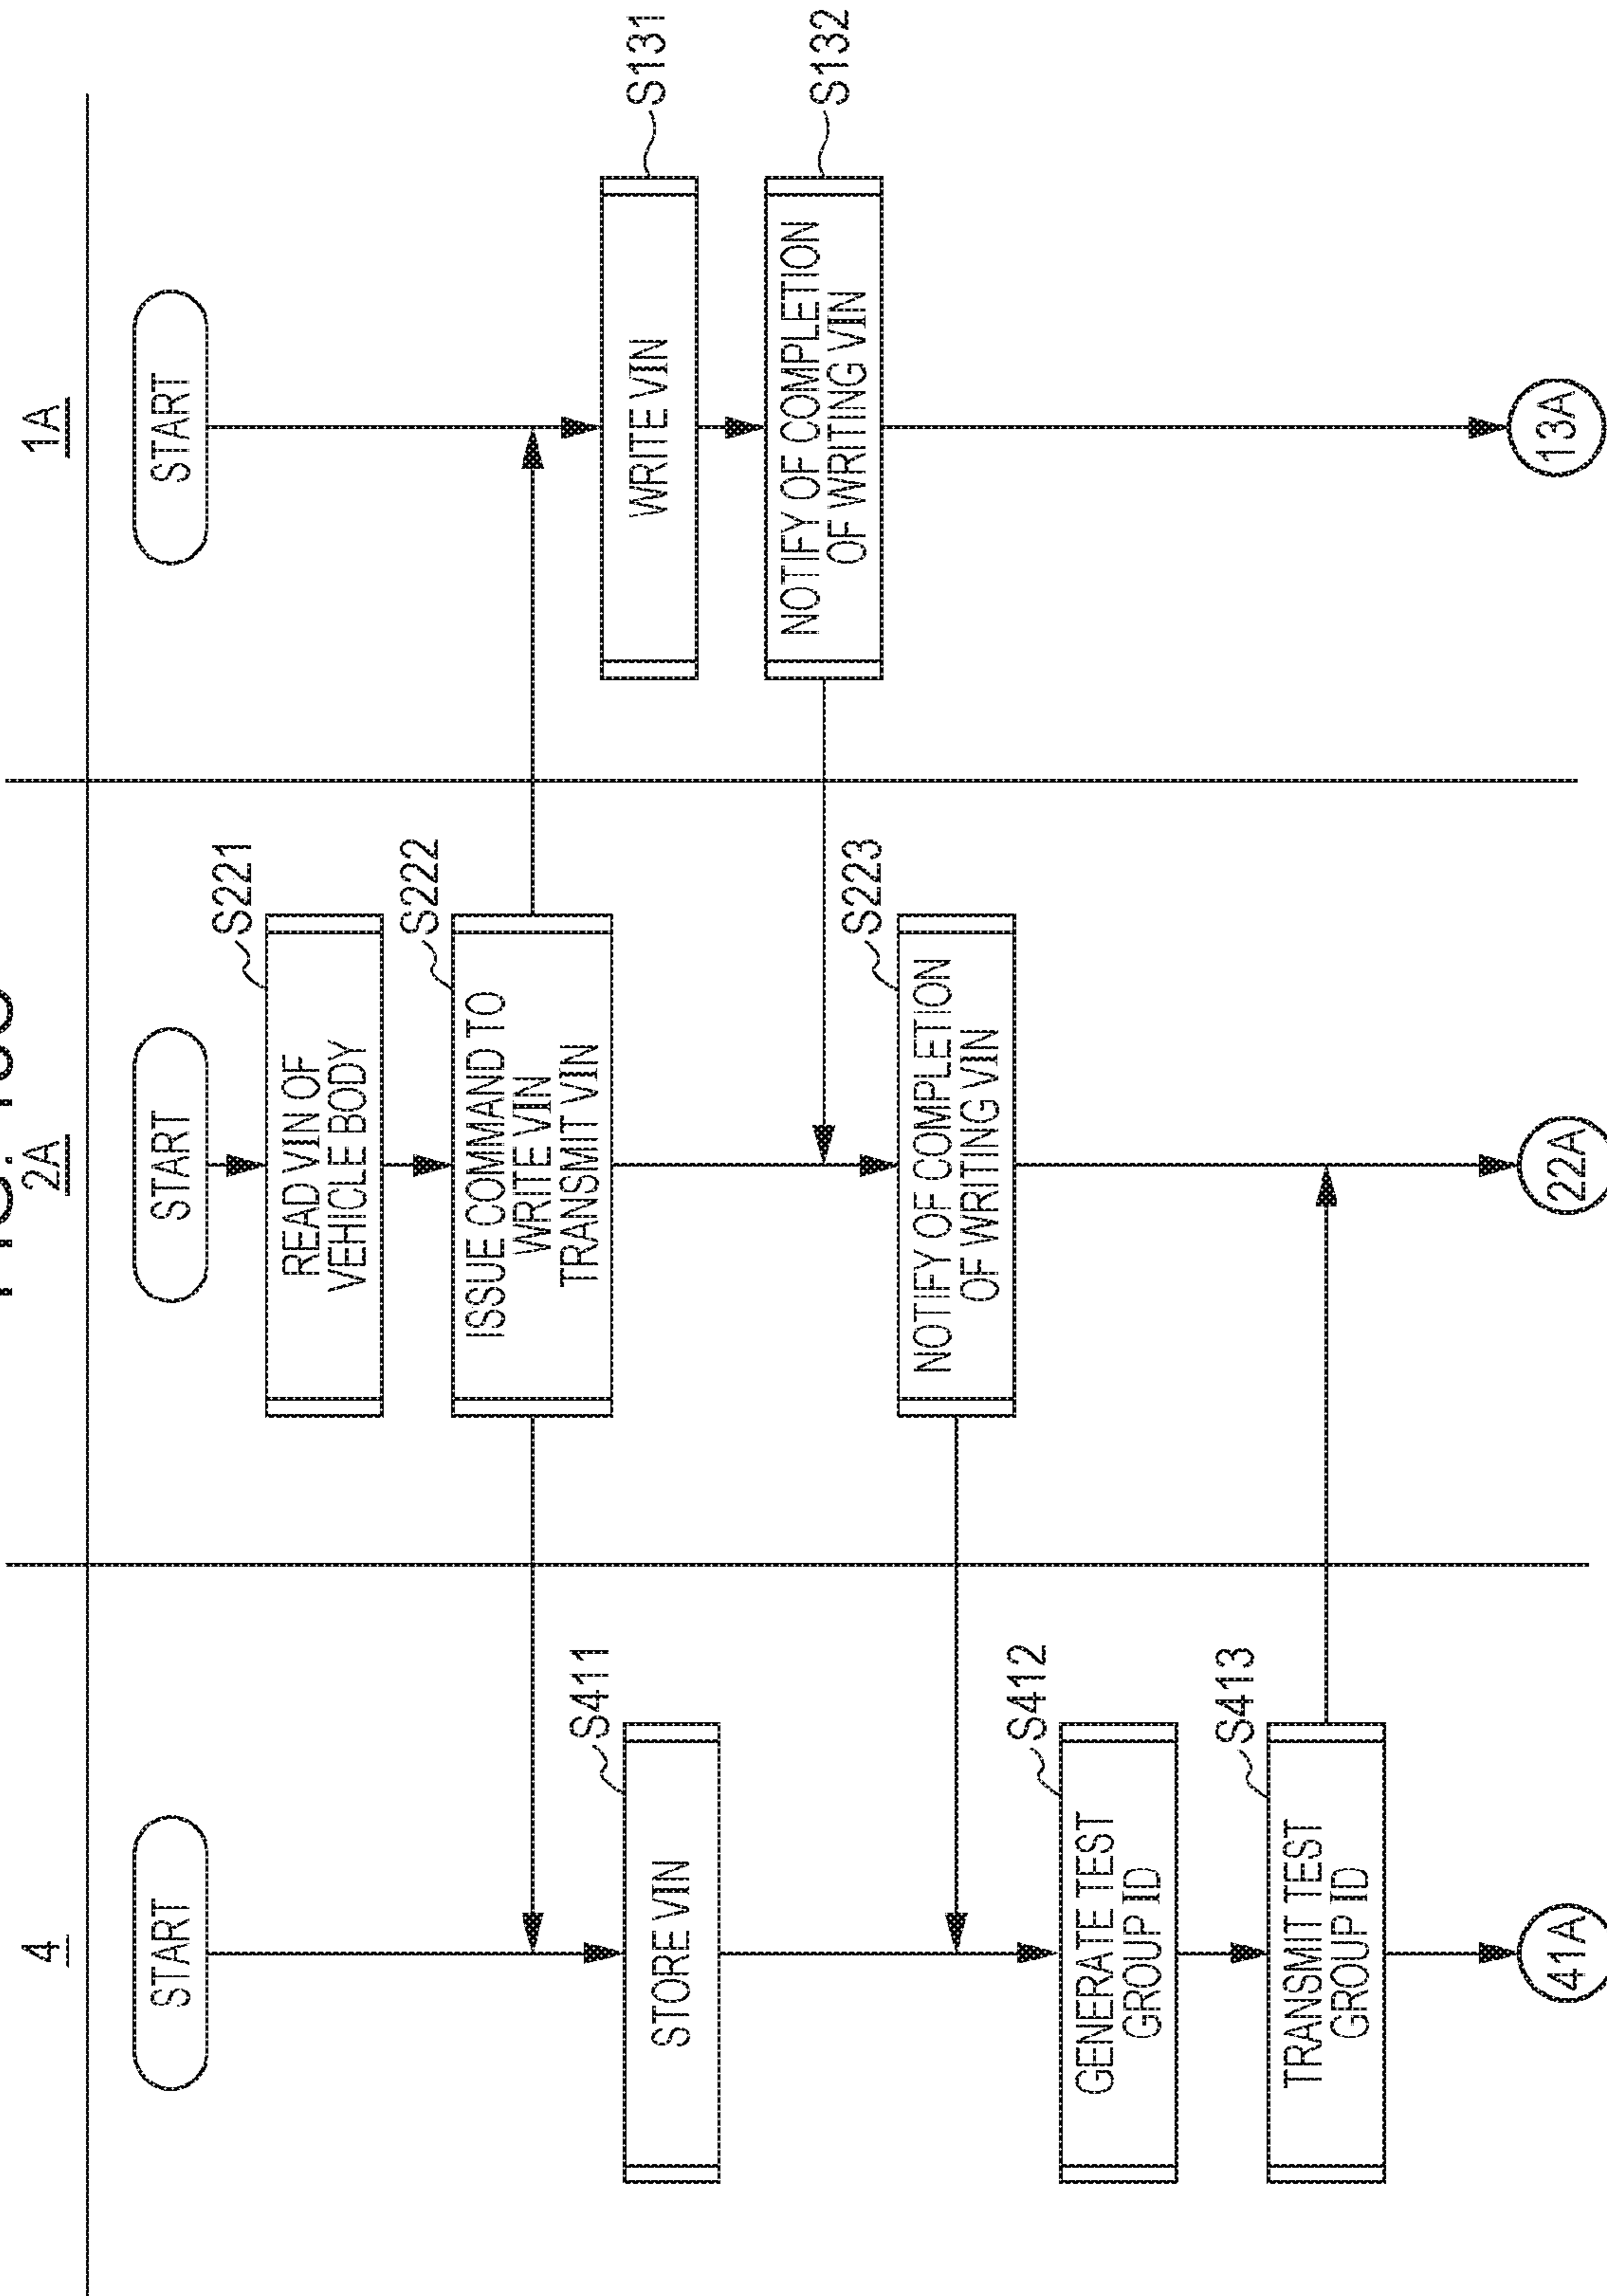 4
2A
1A
START
START
START
S221
READ VIN OF
VEHICLE BODY
S222
ISSUE COMMAND TO
WRITE VIN
TRANSMIT VIN
S411
STORE VIN
S131
WRITE VIN
S132
NOTIFY OF COMPLETION
OF WRITING VIN
S223
NOTIFY OF COMPLETION
OF WRITING VIN
S412
GENERATE TEST
GROUP ID
S413
TRANSMIT TEST
GROUP ID
41A
22A
13A